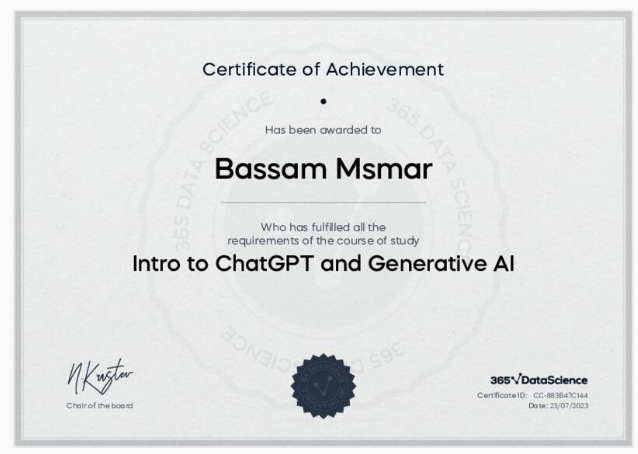 Certificate of Achievement
Has been awarded to
Bassam Msmar
Who has fulfilled all the
requirements of the course of study
Intro to ChatGPT and Generative AI
365 DATA SCIENCE
365 DATA SCIENCE
365√DataScience
Chair of the board
Certificate ID: CC-883B47C144
Date: 23/07/2023